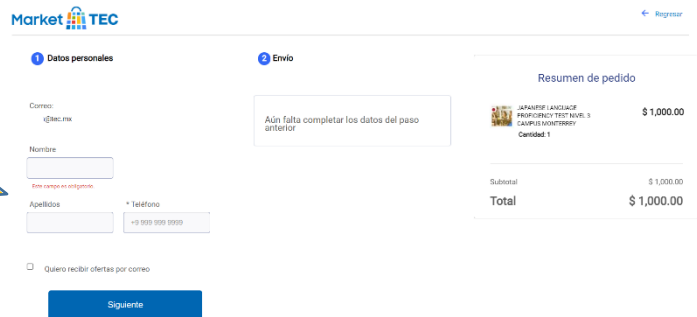 Market TEC
← Regresar
1 Datos personales
2 Envío
Resumen de pedido
Correo:
r@tec.mx
Nombre
Este campo es obligatorio.
Apellidos
* Teléfono
+9 999 999 9999
Quiero recibir ofertas por correo
Siguiente
Aún falta completar los datos del paso
anterior
JAPANESE LANGUAGE
PROFICIENCY TEST NIVEL 3
CAMPUS MONTERREY
$ 1,000.00
Cantidad: 1
Subtotal
$ 1,000.00
Total
$ 1,000.00